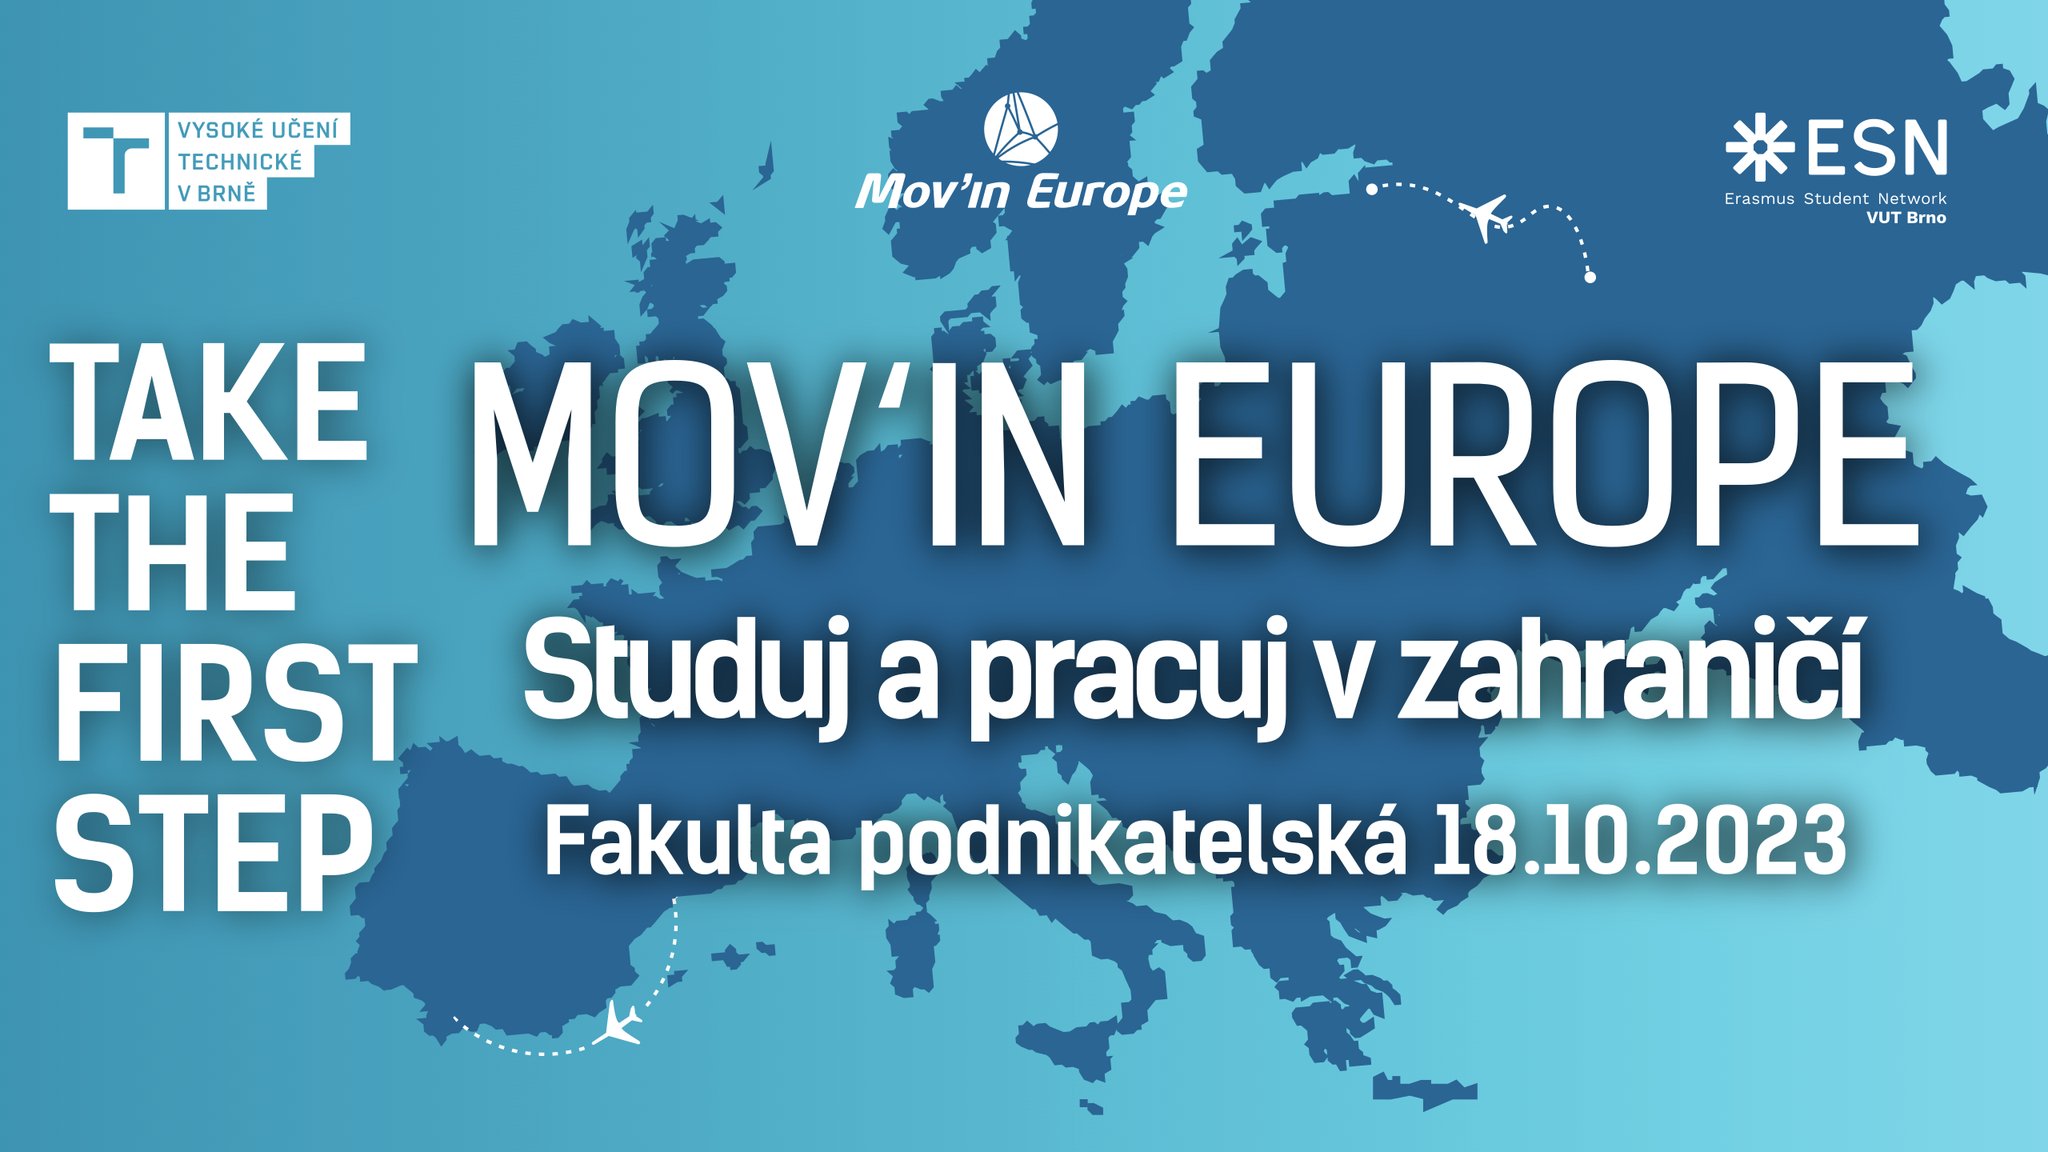 VYSOKÉ UČENÍ
TECHNICKÉ
V BRNĚ
Mov'in Europe
ESN
Erasmus Student Network
VUT Brno
TAKE
THE
FIRST
STEP
MOV‘IN EUROPE
Studuj a pracuj v zahraničí
Fakulta podnikatelská 18.10.2023